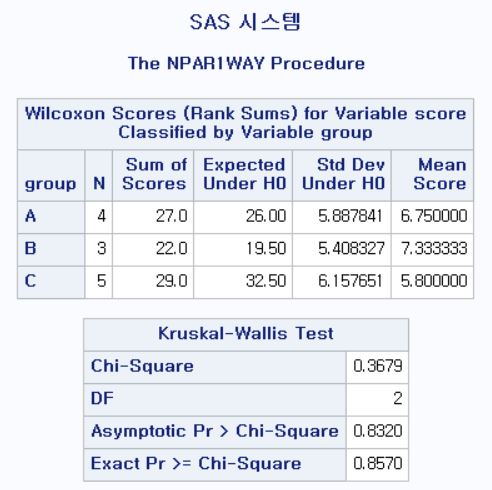 SAS 시스템
The NPAR1WAY Procedure
Wilcoxon Scores (Rank Sums) for Variable score
Classified by Variable group
group N Sum of Scores Expected Under H0 Std Dev Under H0 Mean Score
A 4 27.0 26.00 5.887841 6.750000
B 3 22.0 19.50 5.408327 7.333333
C 5 29.0 32.50 6.157651 5.800000
Kruskal-Wallis Test
Chi-Square 0.3679
DF 2
Asymptotic Pr > Chi-Square 0.8320
Exact Pr >= Chi-Square 0.8570